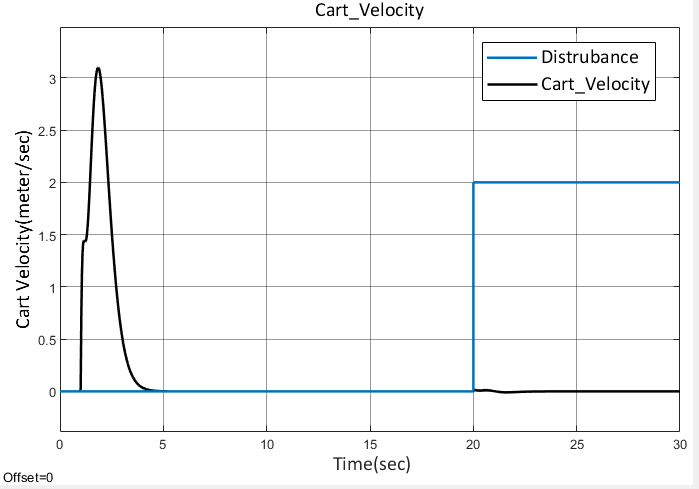 Cart_Velocity
Distrubance
Cart_Velocity
Cart Velocity(meter/sec)
3
2.5
2
1.5
1
0.5
0
0 5 10 15 20 25 30
Time(sec)
Offset=0